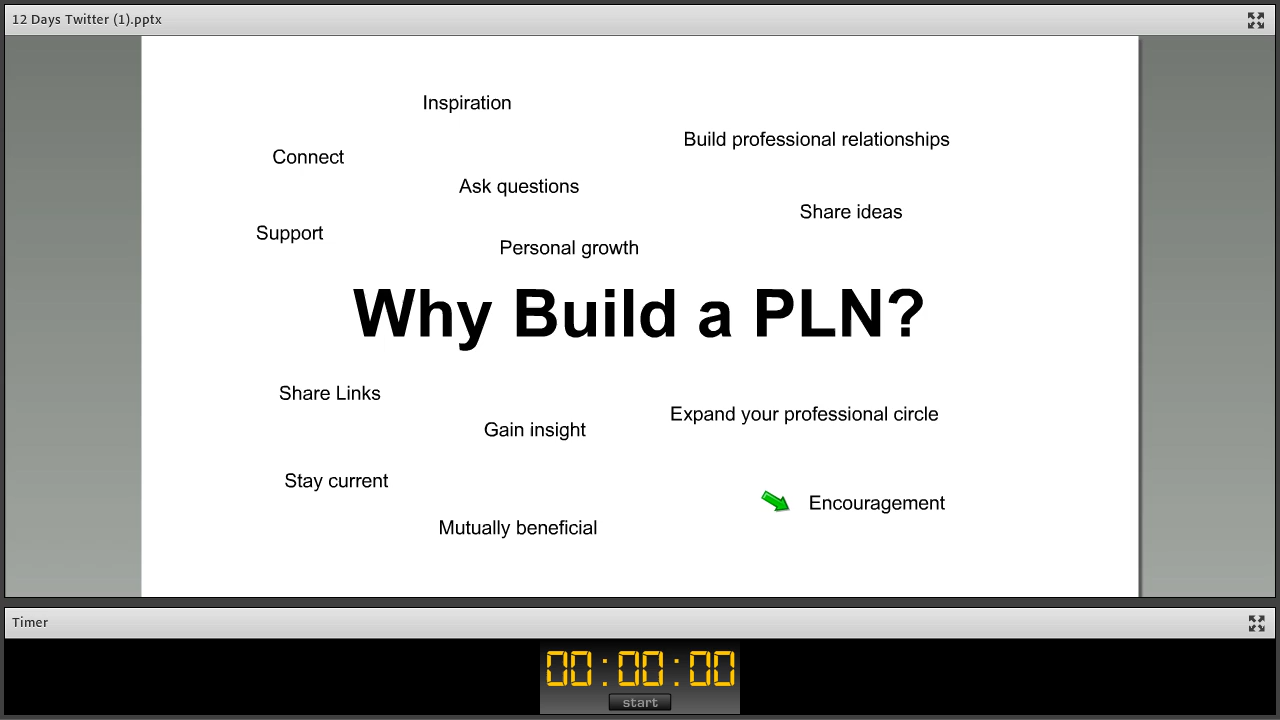 12 Days Twitter (1).pptx
Inspiration
Build professional relationships
Connect
Ask questions
Share ideas
Support
Personal growth
Why Build a PLN?
Share Links
Expand your professional circle
Gain insight
Stay current
Encouragement
Mutually beneficial
Timer
00:00:00
start